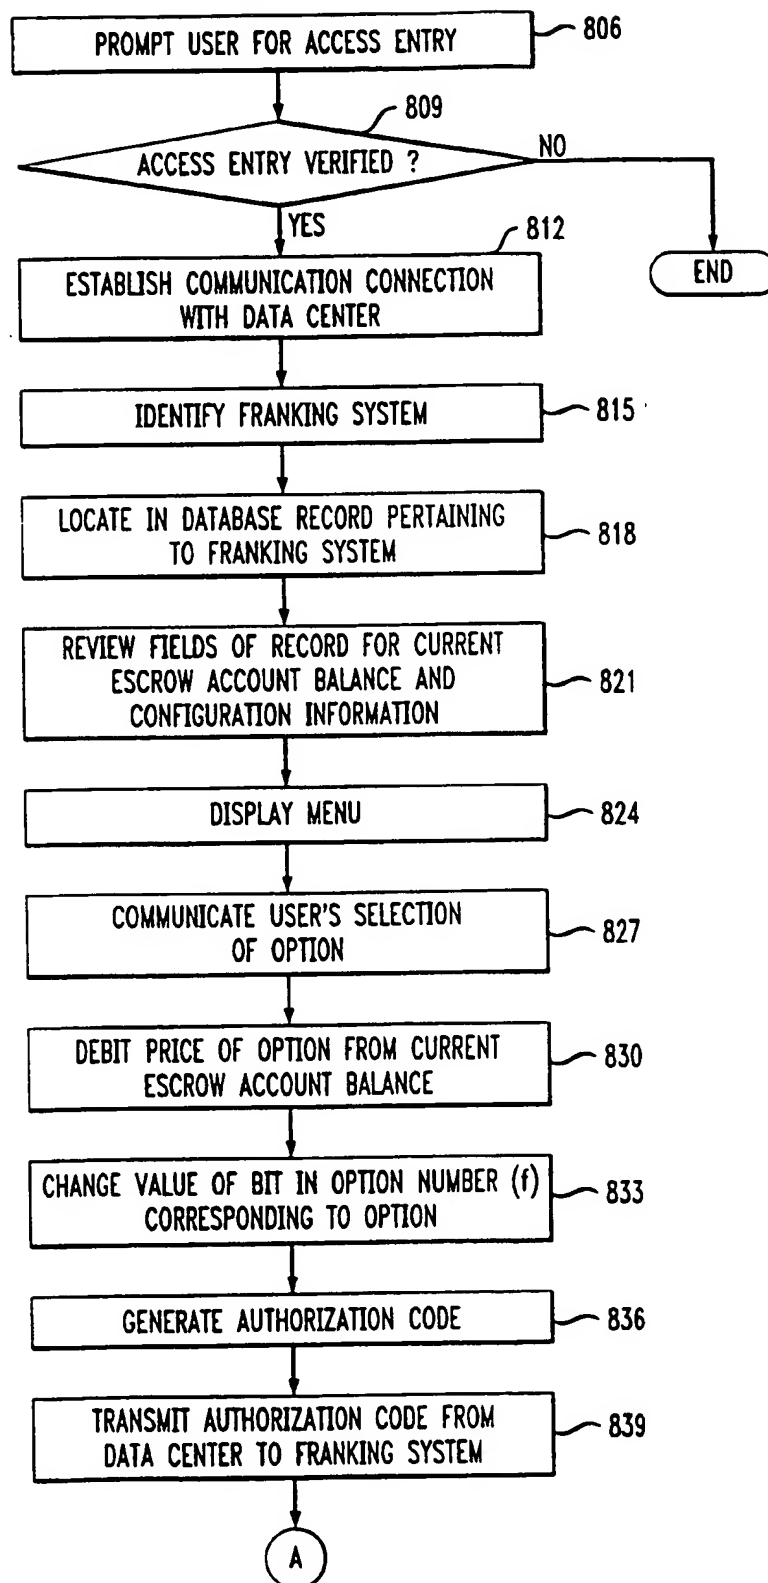 PROMPT USER FOR ACCESS ENTRY
806
809
ACCESS ENTRY VERIFIED ?
NO
YES
812
END
ESTABLISH COMMUNICATION CONNECTION
WITH DATA CENTER
IDENTIFY FRANKING SYSTEM
815
LOCATE IN DATABASE RECORD PERTAINING
TO FRANKING SYSTEM
818
REVIEW FIELDS OF RECORD FOR CURRENT
ESCROW ACCOUNT BALANCE AND
CONFIGURATION INFORMATION
821
DISPLAY MENU
824
COMMUNICATE USER'S SELECTION
OF OPTION
827
DEBIT PRICE OF OPTION FROM CURRENT
ESCROW ACCOUNT BALANCE
830
CHANGE VALUE OF BIT IN OPTION NUMBER (f)
CORRESPONDING TO OPTION
833
GENERATE AUTHORIZATION CODE
836
TRANSMIT AUTHORIZATION CODE FROM
DATA CENTER TO FRANKING SYSTEM
839
A